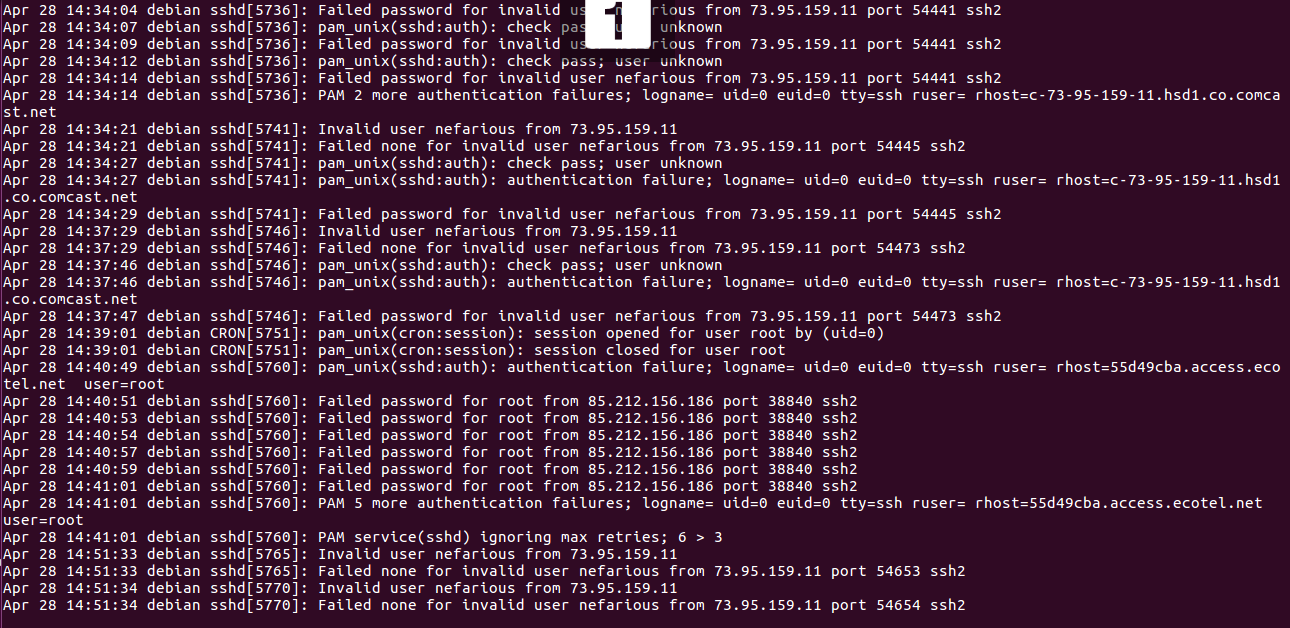 Apr 28 14:34:04 debian sshd[5736]: Failed password for invalid rious from 73.95.159.11 port 54441 ssh2
1
Apr 28 14:34:07 debian sshd[5736]: pam_unix(sshd:auth): check unknown
Apr 28 14:34:09 debian sshd[5736]: Failed password for invalid rious from 73.95.159.11 port 54441 ssh2
Apr 28 14:34:12 debian sshd[5736]: pam_unix(sshd:auth): check pass; user unknown
Apr 28 14:34:14 debian sshd[5736]: Failed password for invalid user nefarious from 73.95.159.11 port 54441 ssh2
Apr 28 14:34:14 debian sshd[5736]: PAM 2 more authentication failures; logname= uid=0 euid=0 tty=ssh ruser= rhost=c-73-95-159-11.hsd1.co.comca
st.net
Apr 28 14:34:21 debian sshd[5741]: Invalid user nefarious from 73.95.159.11
Apr 28 14:34:21 debian sshd[5741]: Failed none for invalid user nefarious from 73.95.159.11 port 54445 ssh2
Apr 28 14:34:27 debian sshd[5741]: pam_unix(sshd:auth): check pass; user unknown
Apr 28 14:34:27 debian sshd[5741]: pam_unix(sshd:auth): authentication failure; logname= uid=0 euid=0 tty=ssh ruser= rhost=c-73-95-159-11.hsd1
.co.comcast.net
Apr 28 14:34:29 debian sshd[5741]: Failed password for invalid user nefarious from 73.95.159.11 port 54445 ssh2
Apr 28 14:37:29 debian sshd[5746]: Invalid user nefarious from 73.95.159.11
Apr 28 14:37:29 debian sshd[5746]: Failed none for invalid user nefarious from 73.95.159.11 port 54473 ssh2
Apr 28 14:37:46 debian sshd[5746]: pam_unix(sshd:auth): check pass; user unknown
Apr 28 14:37:46 debian sshd[5746]: pam_unix(sshd:auth): authentication failure; logname= uid=0 euid=0 tty=ssh ruser= rhost=c-73-95-159-11.hsd1
.co.comcast.net
Apr 28 14:37:47 debian sshd[5746]: Failed password for invalid user nefarious from 73.95.159.11 port 54473 ssh2
Apr 28 14:39:01 debian CRON[5751]: pam_unix(cron:session): session opened for user root by (uid=0)
Apr 28 14:39:01 debian CRON[5751]: pam_unix(cron:session): session closed for user root
Apr 28 14:40:49 debian sshd[5760]: pam_unix(sshd:auth): authentication failure; logname= uid=0 euid=0 tty=ssh ruser= rhost=55d49cba.access.eco
tel.net  user=root
Apr 28 14:40:51 debian sshd[5760]: Failed password for root from 85.212.156.186 port 38840 ssh2
Apr 28 14:40:53 debian sshd[5760]: Failed password for root from 85.212.156.186 port 38840 ssh2
Apr 28 14:40:54 debian sshd[5760]: Failed password for root from 85.212.156.186 port 38840 ssh2
Apr 28 14:40:57 debian sshd[5760]: Failed password for root from 85.212.156.186 port 38840 ssh2
Apr 28 14:40:59 debian sshd[5760]: Failed password for root from 85.212.156.186 port 38840 ssh2
Apr 28 14:41:01 debian sshd[5760]: Failed password for root from 85.212.156.186 port 38840 ssh2
Apr 28 14:41:01 debian sshd[5760]: PAM 5 more authentication failures; logname= uid=0 euid=0 tty=ssh ruser= rhost=55d49cba.access.ecotel.net
user=root
Apr 28 14:41:01 debian sshd[5760]: PAM service(sshd) ignoring max retries; 6 > 3
Apr 28 14:51:33 debian sshd[5765]: Invalid user nefarious from 73.95.159.11
Apr 28 14:51:33 debian sshd[5765]: Failed none for invalid user nefarious from 73.95.159.11 port 54653 ssh2
Apr 28 14:51:34 debian sshd[5770]: Invalid user nefarious from 73.95.159.11
Apr 28 14:51:34 debian sshd[5770]: Failed none for invalid user nefarious from 73.95.159.11 port 54654 ssh2